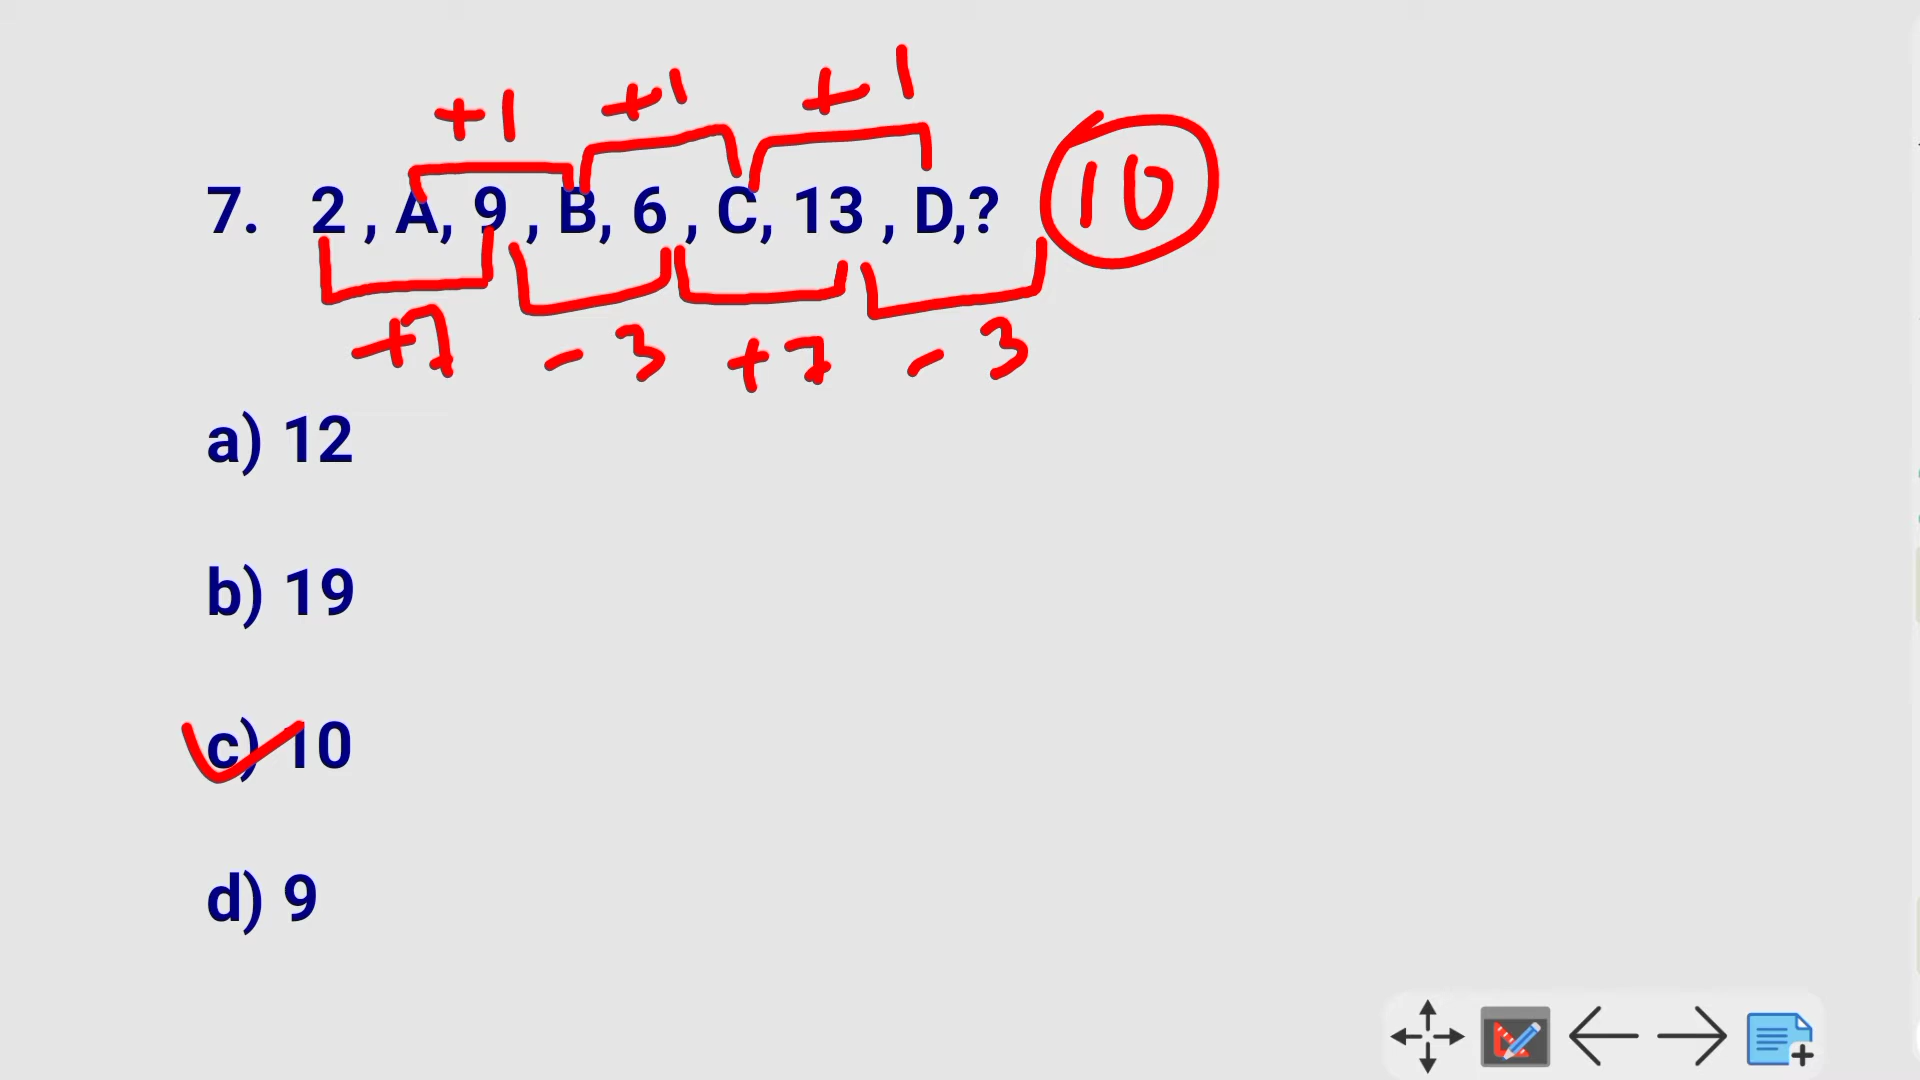 +1 +1 +1
7. 2 , A, 9 , B, 6 , C, 13 , D,? 10
+7 - 3 +7 - 3
a) 12
b) 19
c) 10
d) 9